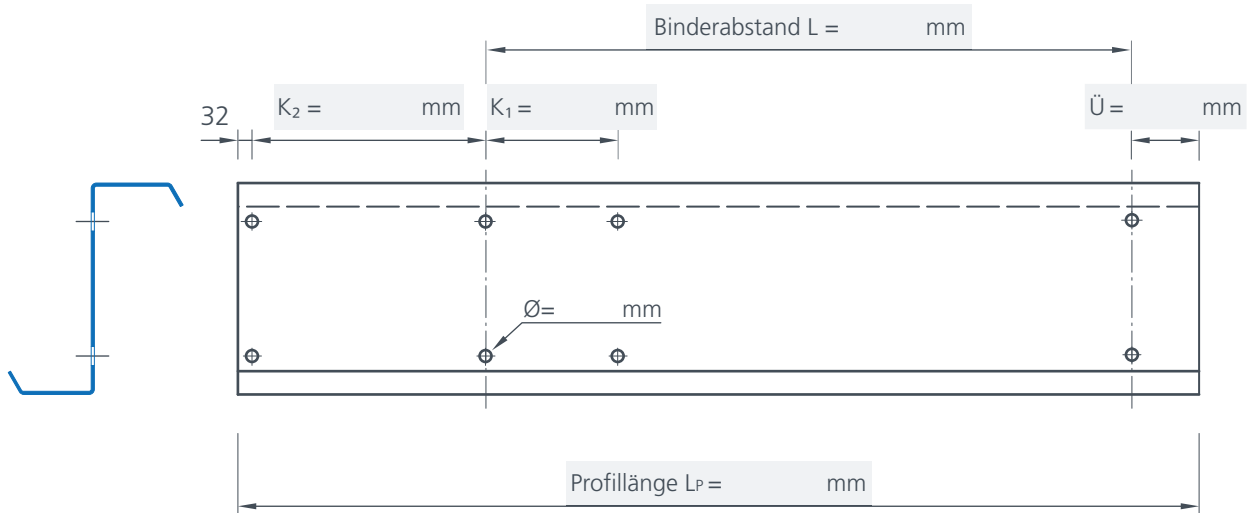 Binderabstand L = mm
32
K₂ = mm
K₁ = mm
Ü = mm
Ø= mm
Profillänge LP = mm